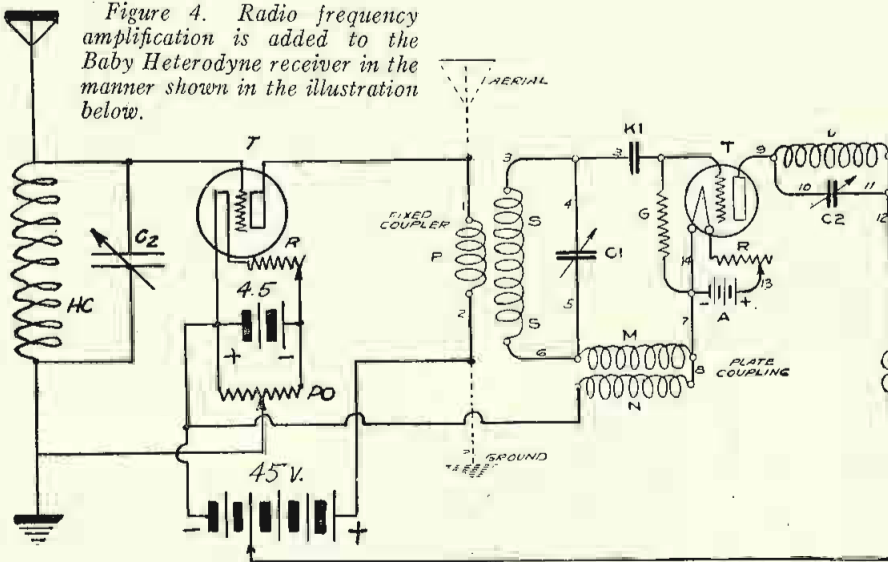 Figure 4. Radio frequency
amplification is added to the
Baby Heterodyne receiver in the
manner shown in the illustration
below.
AERIAL
T
K1
T
9
3
3
10
11
C2
12
C2
FIXED
COUPLER
1
S
4
G
R
P
C1
R
14
HC
4.5
+ -
2
S
5
- A +
13
6
M
7
PLATE
COUPLING
8
PO
N
GROUND
45 V.
- +